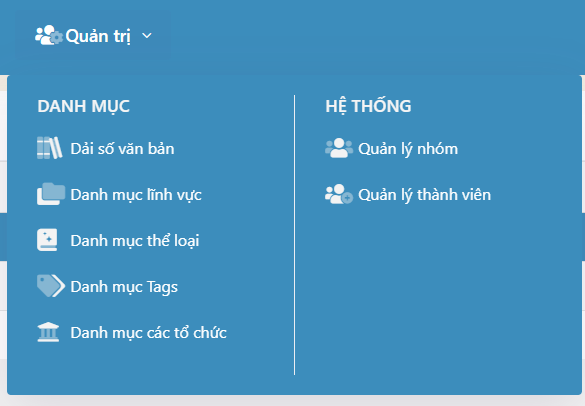 Quản trị
DANH MỤC
Dải số văn bản
Danh mục lĩnh vực
Danh mục thể loại
Danh mục Tags
Danh mục các tổ chức
HỆ THỐNG
Quản lý nhóm
Quản lý thành viên